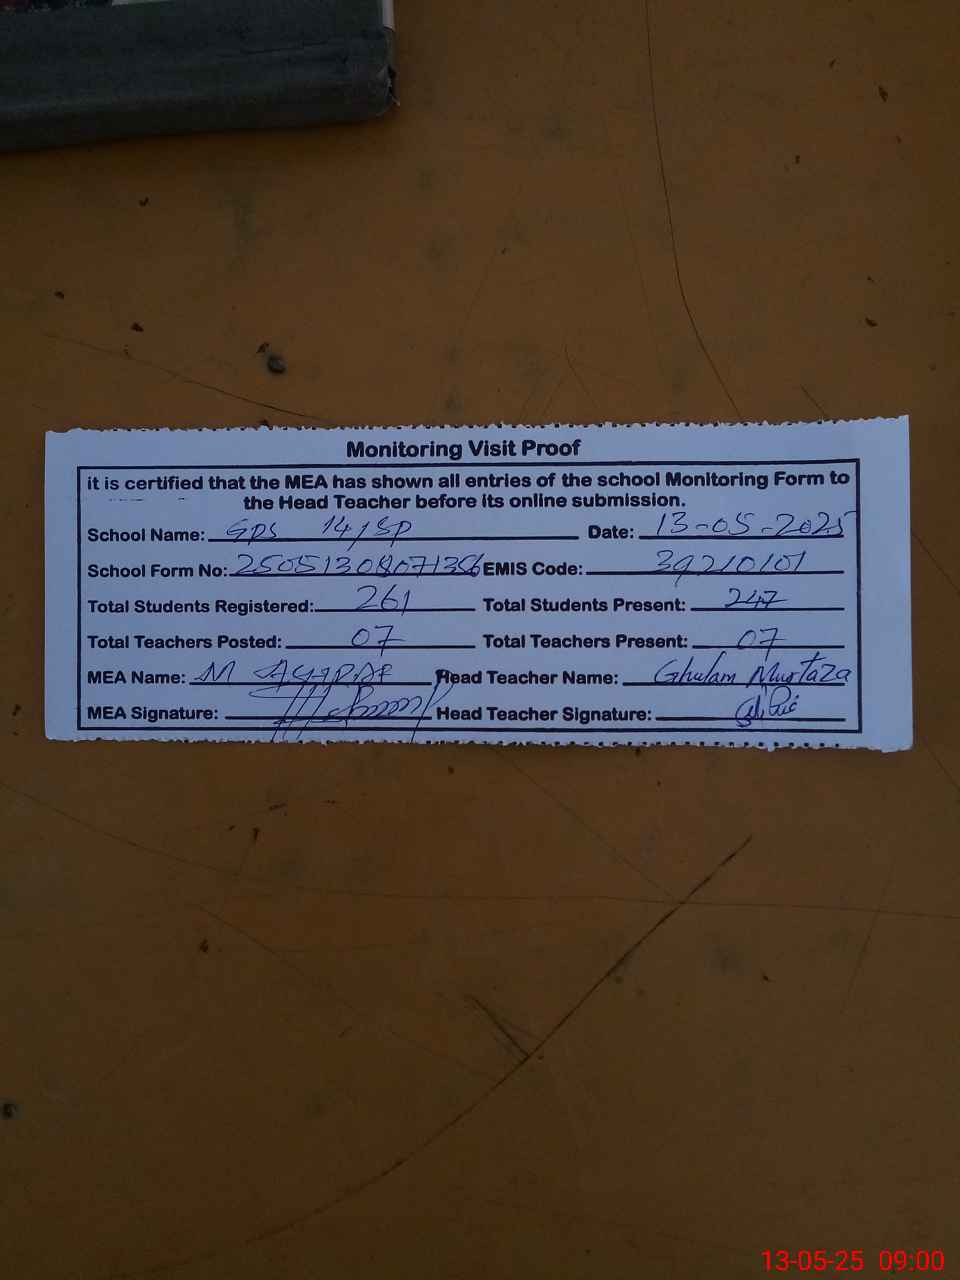 Monitoring Visit Proof
it is certified that the MEA has shown all entries of the school Monitoring Form to
the Head Teacher before its online submission.
School Name: GPS 14/SP Date: 13-05-2025
School Form No: 25051308071356 EMIS Code: 39210101
Total Students Registered: 261 Total Students Present: 247
Total Teachers Posted: 07 Total Teachers Present: 07
MEA Name: M Head Teacher Name: Ghulam Murtaza
MEA Signature: Head Teacher Signature:
13-05-25 09:00